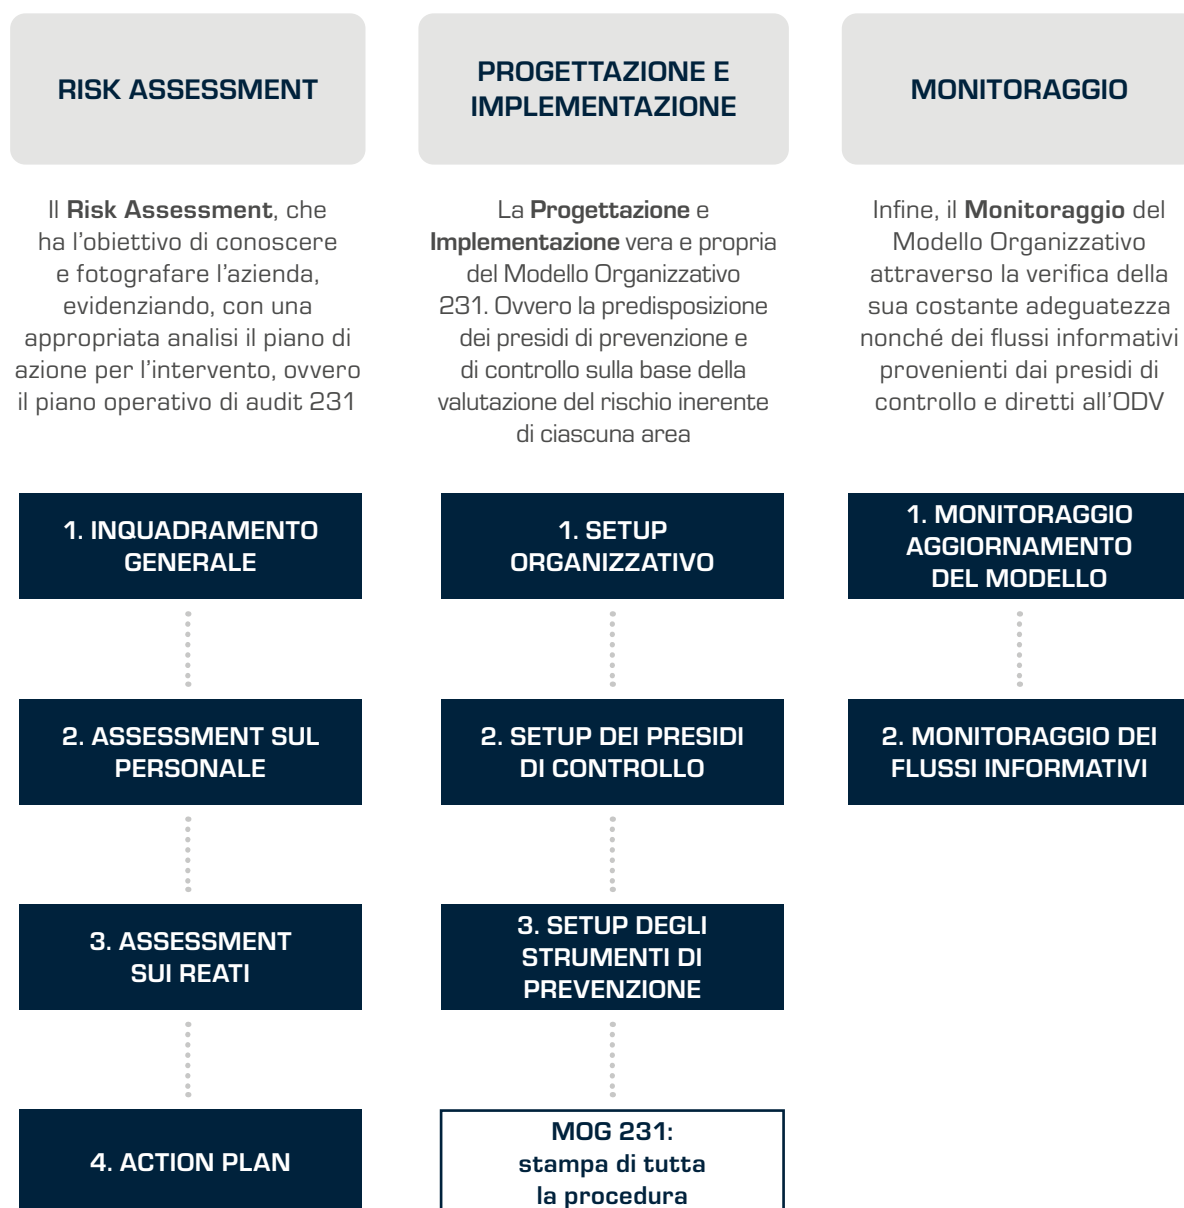 RISK ASSESSMENT
Il Risk Assessment, che
ha l'obiettivo di conoscere
e fotografare l'azienda,
evidenziando, con una
appropriata analisi il piano di
azione per l'intervento, ovvero
il piano operativo di audit 231
1. INQUADRAMENTO
GENERALE
2. ASSESSMENT SUL
PERSONALE
3. ASSESSMENT
SUI REATI
4. ACTION PLAN
PROGETTAZIONE E
IMPLEMENTAZIONE
La Progettazione e
Implementazione vera e propria
del Modello Organizzativo
231. Ovvero la predisposizione
dei presidi di prevenzione e
di controllo sulla base della
valutazione del rischio inerente
di ciascuna area
1. SETUP
ORGANIZZATIVO
2. SETUP DEI PRESIDI
DI CONTROLLO
3. SETUP DEGLI
STRUMENTI DI
PREVENZIONE
MOG 231:
stampa di tutta
la procedura
MONITORAGGIO
Infine, il Monitoraggio del
Modello Organizzativo
attraverso la verifica della
sua costante adeguatezza
nonché dei flussi informativi
provenienti dai presidi di
controllo e diretti all'ODV
1. MONITORAGGIO
AGGIORNAMENTO
DEL MODELLO
2. MONITORAGGIO DEI
FLUSSI INFORMATIVI